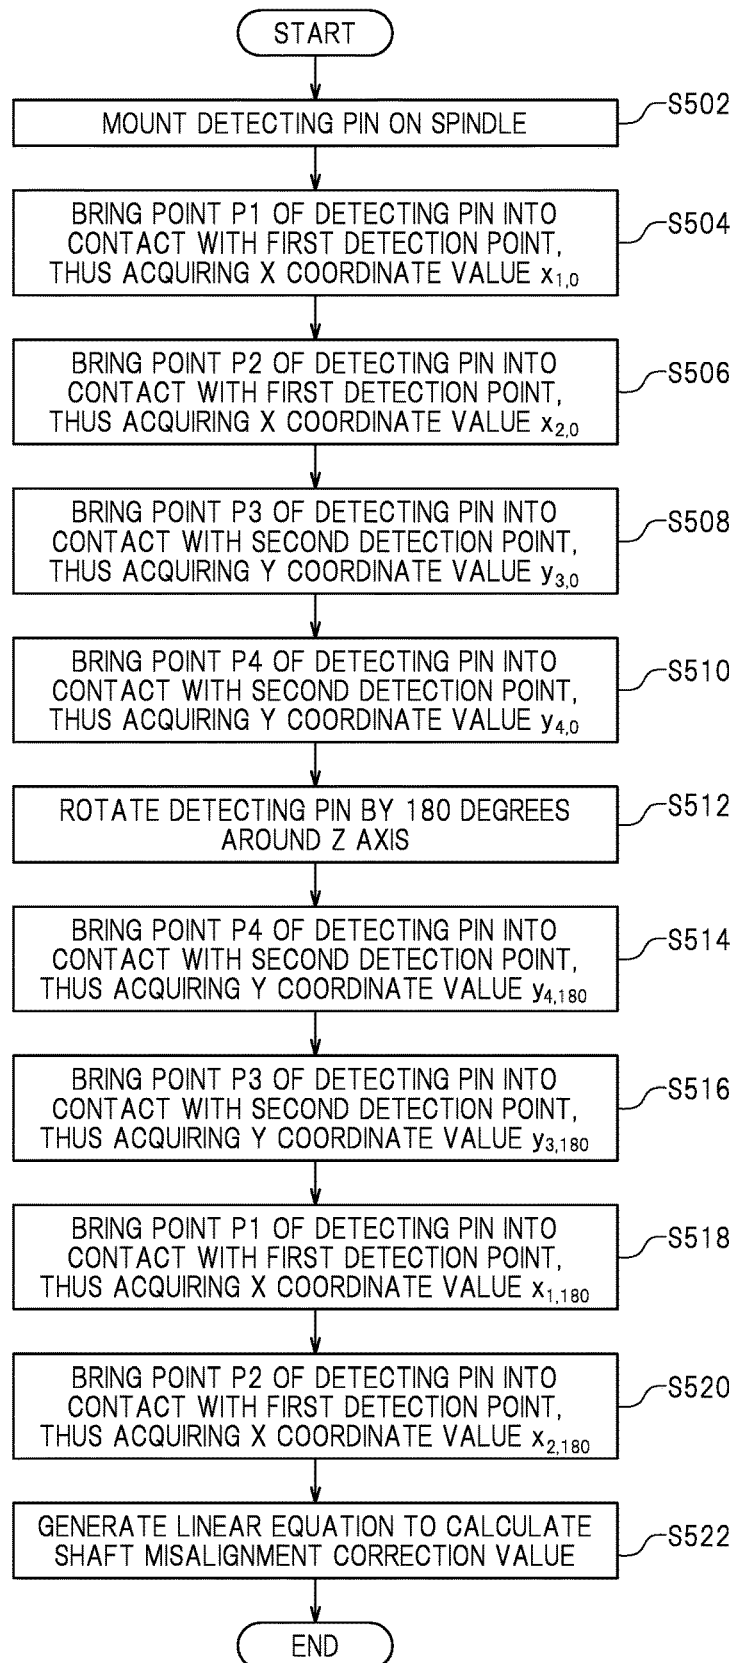 START
MOUNT DETECTING PIN ON SPINDLE
S502
BRING POINT P1 OF DETECTING PIN INTO
CONTACT WITH FIRST DETECTION POINT,
THUS ACQUIRING X COORDINATE VALUE x1,0
S504
BRING POINT P2 OF DETECTING PIN INTO
CONTACT WITH FIRST DETECTION POINT,
THUS ACQUIRING X COORDINATE VALUE x2,0
S506
BRING POINT P3 OF DETECTING PIN INTO
CONTACT WITH SECOND DETECTION POINT,
THUS ACQUIRING Y COORDINATE VALUE y3,0
S508
BRING POINT P4 OF DETECTING PIN INTO
CONTACT WITH SECOND DETECTION POINT,
THUS ACQUIRING Y COORDINATE VALUE y4,0
S510
ROTATE DETECTING PIN BY 180 DEGREES
AROUND Z AXIS
S512
BRING POINT P4 OF DETECTING PIN INTO
CONTACT WITH SECOND DETECTION POINT,
THUS ACQUIRING Y COORDINATE VALUE y4,180
S514
BRING POINT P3 OF DETECTING PIN INTO
CONTACT WITH SECOND DETECTION POINT,
THUS ACQUIRING Y COORDINATE VALUE y3,180
S516
BRING POINT P1 OF DETECTING PIN INTO
CONTACT WITH FIRST DETECTION POINT,
THUS ACQUIRING X COORDINATE VALUE x1,180
S518
BRING POINT P2 OF DETECTING PIN INTO
CONTACT WITH FIRST DETECTION POINT,
THUS ACQUIRING X COORDINATE VALUE x2,180
S520
GENERATE LINEAR EQUATION TO CALCULATE
SHAFT MISALIGNMENT CORRECTION VALUE
S522
END